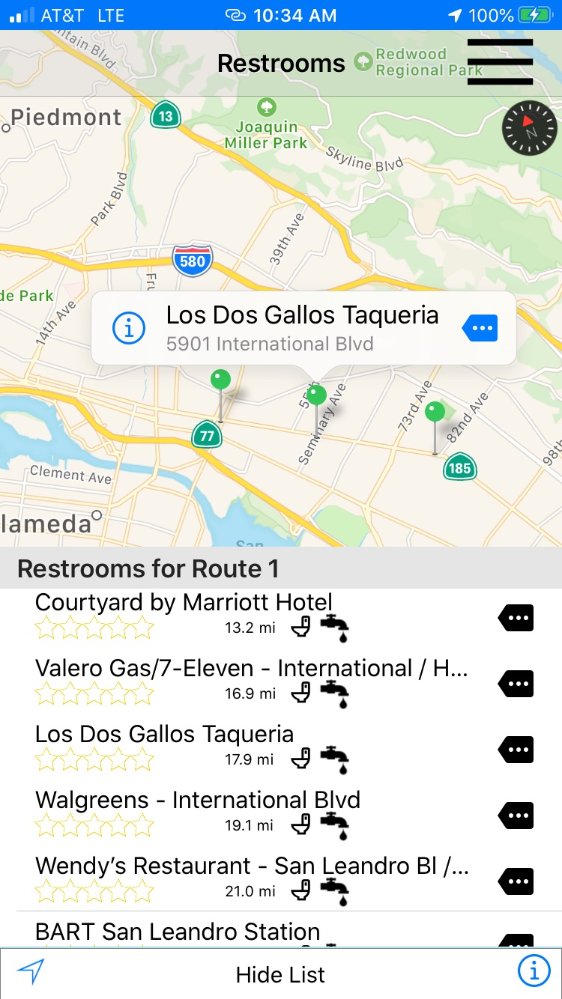 AT&T LTE 10:34 AM 100%
ntain Blvd
Restrooms
Redwood
Regional Park
Piedmont
13
Joaquin
Miller Park
N
Skyline Blvd
Park Blvd
39th Ave
580
Fru
de Park
14th Ave
Los Dos Gallos Taqueria
5901 International Blvd
55th
Seminary Ave
73rd Ave
82nd Ave
98th
77
185
Clement Ave
lameda
San
Restrooms for Route 1
Courtyard by Marriott Hotel
13.2 mi
Valero Gas/7-Eleven - International / H...
16.9 mi
Los Dos Gallos Taqueria
17.9 mi
Walgreens - International Blvd
19.1 mi
Wendy’s Restaurant - San Leandro Bl /...
21.0 mi
BART San Leandro Station
Hide List